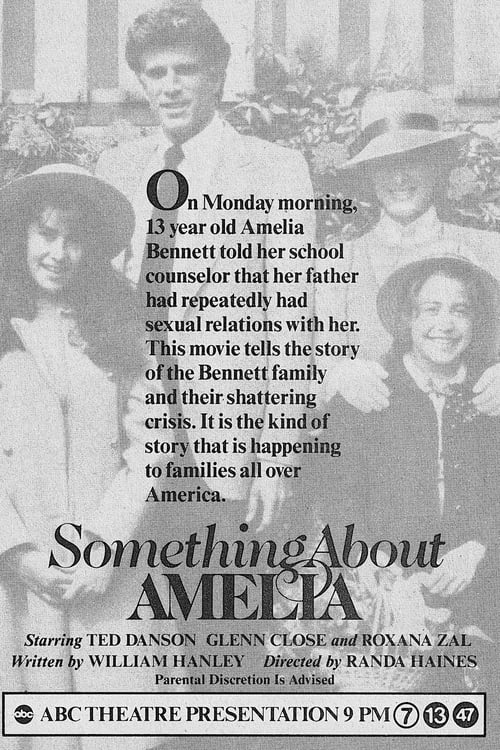 On Monday morning,
13 year old Amelia
Bennett told her school
counselor that her father
had repeatedly had
sexual relations with her.
This movie tells the story
of the Bennett family
and their shattering
crisis. It is the kind of
story that is happening
to families all over
America.
Something About
AMELIA
Starring TED DANSON GLENN CLOSE and ROXANA ZAL
Written by WILLIAM HANLEY Directed by RANDA HAINES
Parental Discretion Is Advised
abc ABC THEATRE PRESENTATION 9 PM 7 13 47